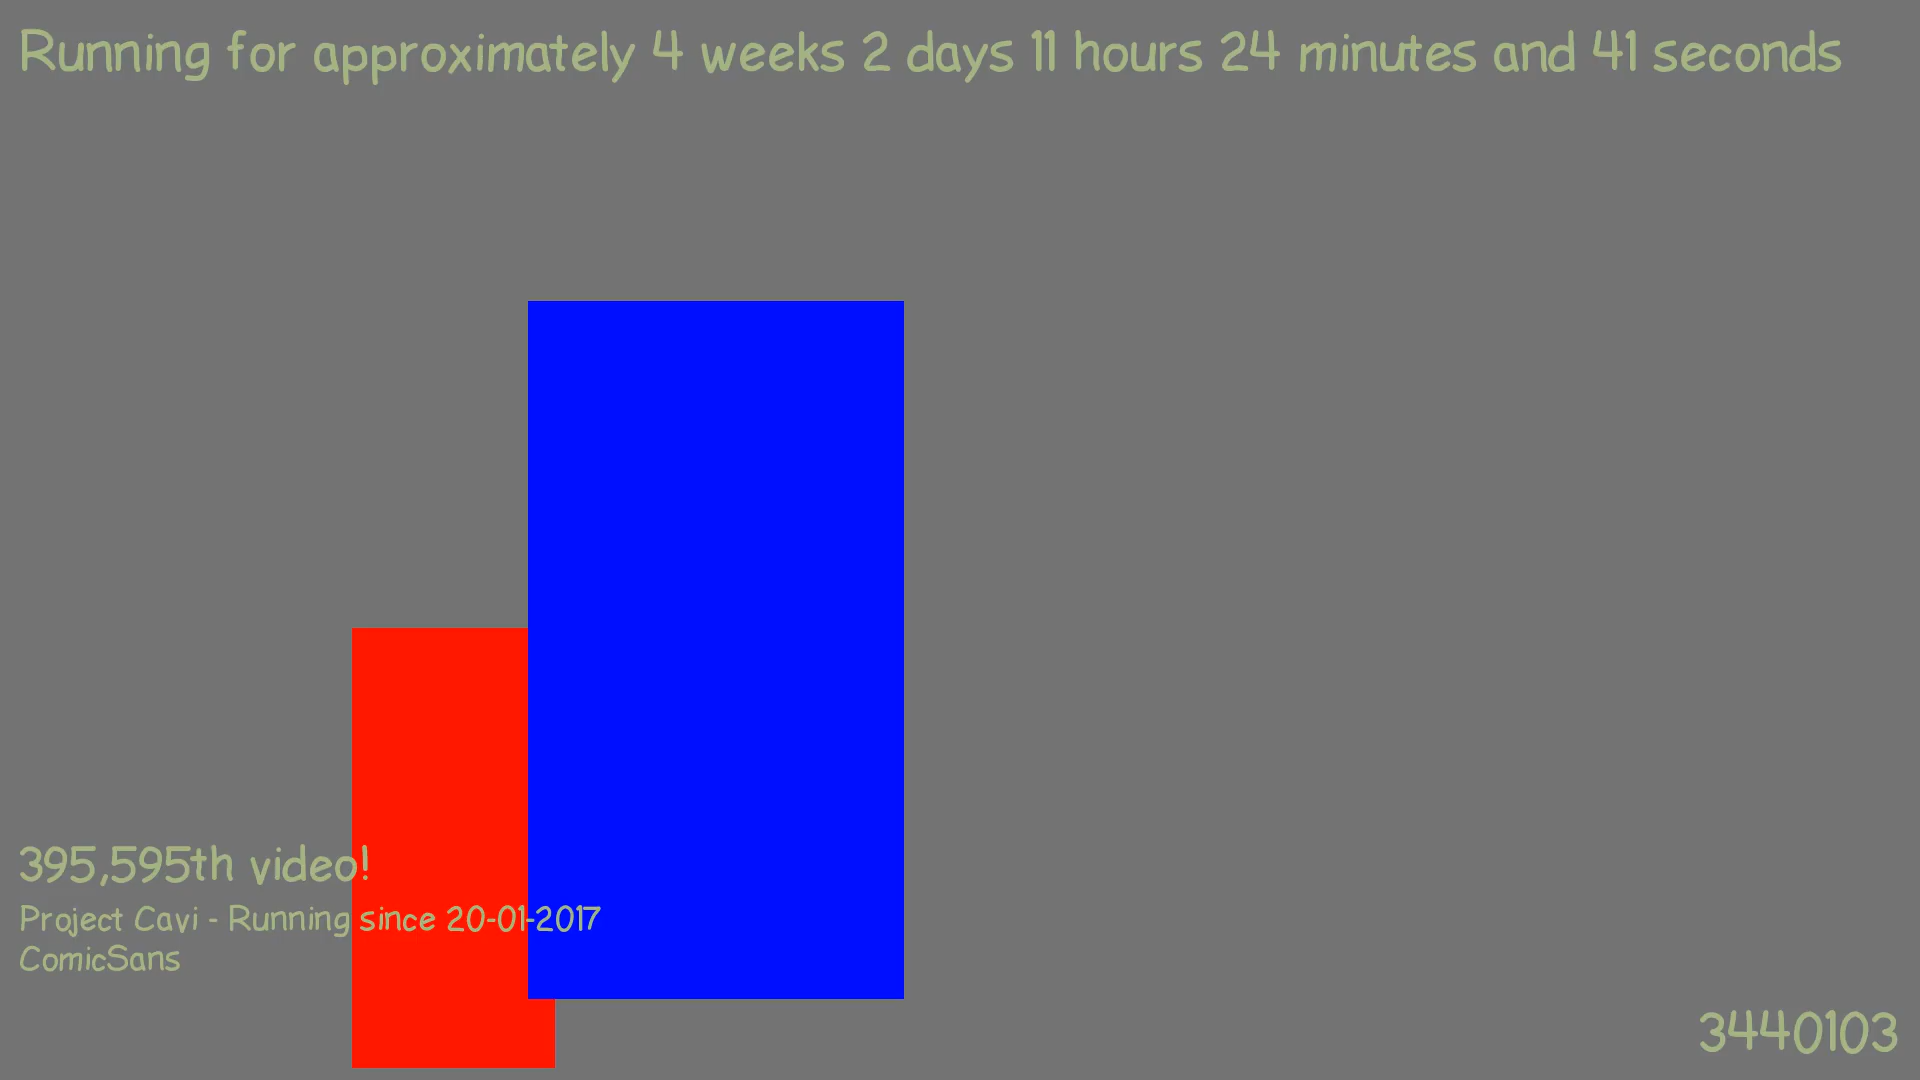 Running for approximately 4 weeks 2 days 11 hours 24 minutes and 41 seconds
395,595th video!
Project Cavi - Running since 20-01-2017
ComicSans
3440103